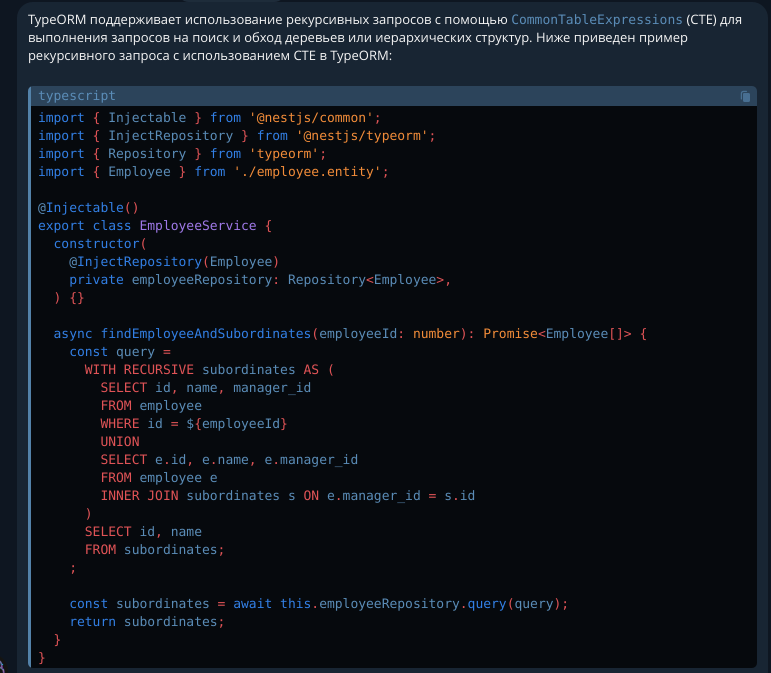 TypeORM поддерживает использование рекурсивных запросов с помощью CommonTableExpressions (CTE) для
выполнения запросов на поиск и обход деревьев или иерархических структур. Ниже приведен пример
рекурсивного запроса с использованием CTE в TypeORM:
typescript
import { Injectable } from '@nestjs/common';
import { InjectRepository } from '@nestjs/typeorm';
import { Repository } from 'typeorm';
import { Employee } from './employee.entity';
@Injectable()
export class EmployeeService {
  constructor(
    @InjectRepository(Employee)
    private employeeRepository: Repository<Employee>,
  ) {}
  async findEmployeeAndSubordinates(employeeId: number): Promise<Employee[]> {
    const query =
      WITH RECURSIVE subordinates AS (
        SELECT id, name, manager_id
        FROM employee
        WHERE id = ${employeeId}
        UNION
        SELECT e.id, e.name, e.manager_id
        FROM employee e
        INNER JOIN subordinates s ON e.manager_id = s.id
      )
      SELECT id, name
      FROM subordinates;
    ;
    const subordinates = await this.employeeRepository.query(query);
    return subordinates;
  }
}